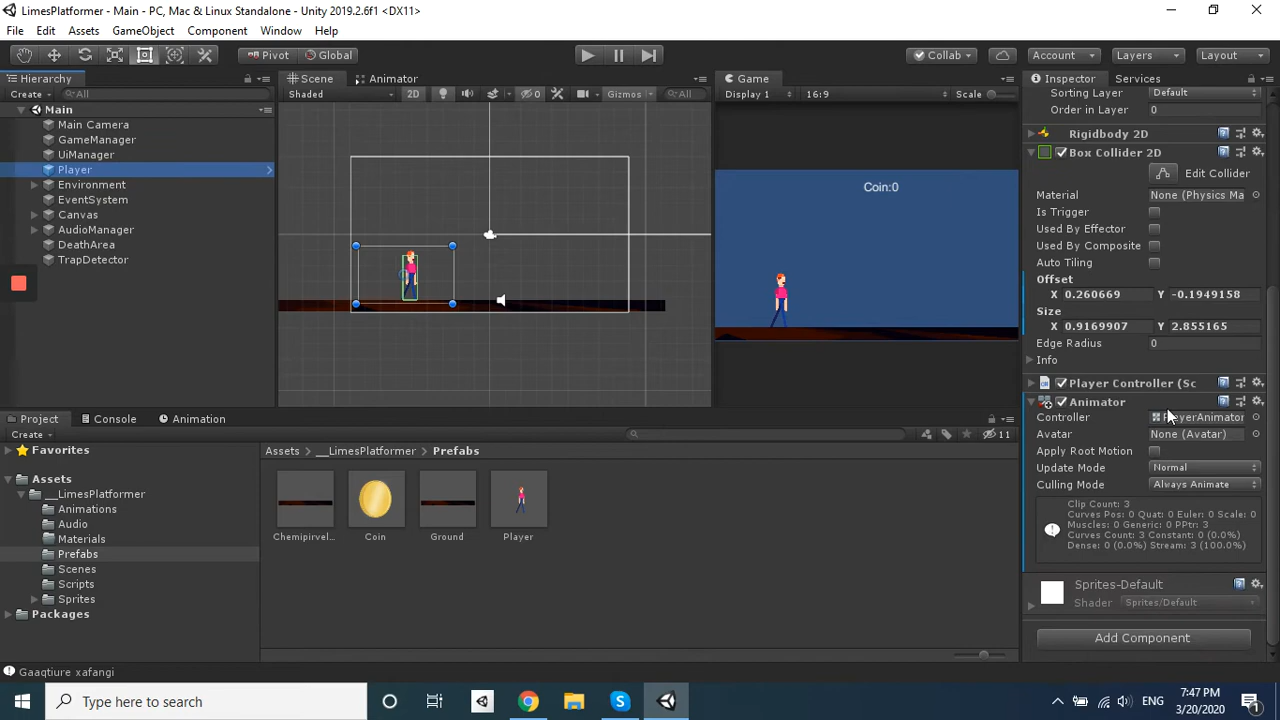 LimesPlatformer - Main - PC, Mac & Linux Standalone - Unity 2019.2.6f1 <DX11>
File Edit Assets GameObject Component Window Help
Pivot Global Collab Account Layers Layout
Hierarchy
Create All
Main
Main Camera
GameManager
UiManager
Player
Environment
EventSystem
Canvas
AudioManager
DeathArea
TrapDetector
Scene Animator
Shaded 2D 0 Gizmos All
Game
Display 1 16:9 Scale
Coin:0
Inspector Services
Sorting Layer Default
Order in Layer 0
Rigidbody 2D
Box Collider 2D
Edit Collider
Material None (Physics Ma
Is Trigger
Used By Effector
Used By Composite
Auto Tiling
Offset
X 0.260669 Y -0.1949158
Size
X 0.9169907 Y 2.855165
Edge Radius 0
Info
Player Controller (Sc
Animator
Controller PlayerAnimator
Avatar None (Avatar)
Apply Root Motion
Update Mode Normal
Culling Mode Always Animate
Clip Count: 3
Curves Pos: 0 Quat: 0 Euler: 0 Scale: 0
Muscles: 0 Generic: 0 PPtr: 3
Curves Count: 3 Constant: 0 (0.0%)
Dense: 0 (0.0%) Stream: 3 (100.0%)
Sprites-Default
Shader Sprites/Default
Add Component
Project Console Animation
Create 11
Favorites
Assets
__LimesPlatformer
Animations
Audio
Materials
Prefabs
Scenes
Scripts
Sprites
Packages
Assets __LimesPlatformer Prefabs
Chemipirvel... Coin Ground Player
Gaaqtiure xafangi
Type here to search
ENG
7:47 PM
3/20/2020
1